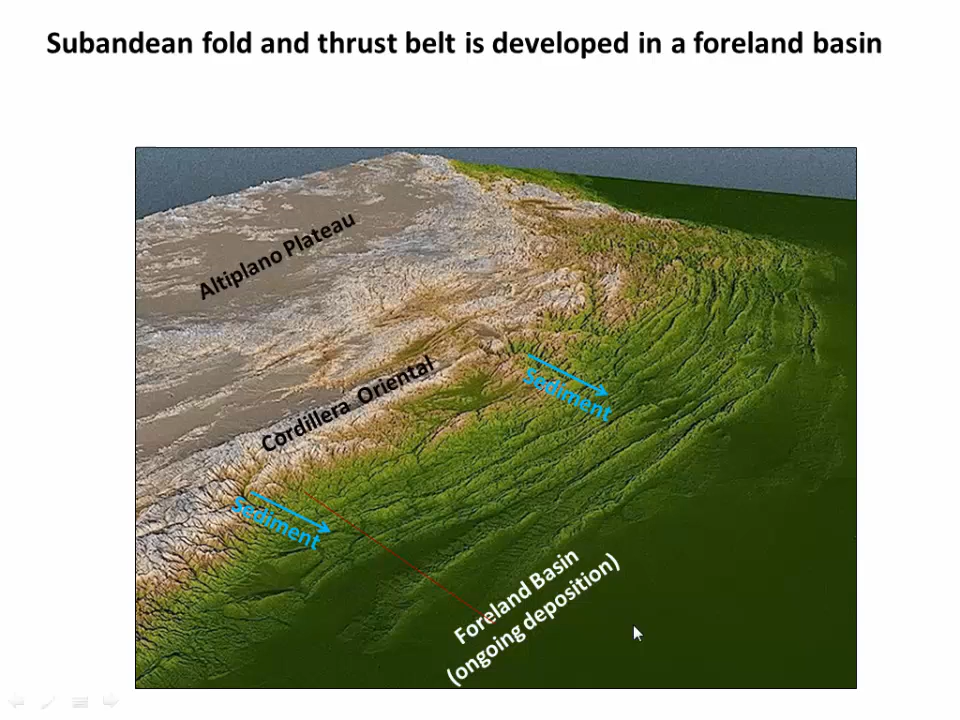 Subandean fold and thrust belt is developed in a foreland basin
Altiplano Plateau
Cordillera Oriental
Sediment
Sediment
Foreland Basin
(ongoing deposition)